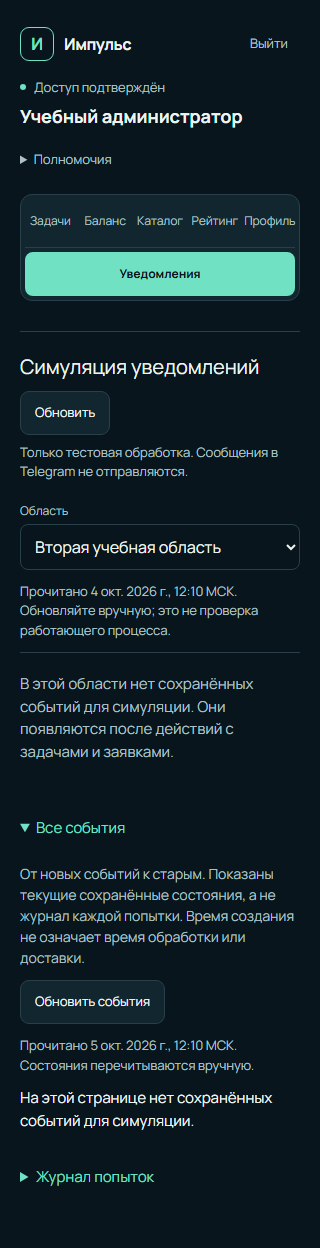 И Импульс Выйти
Доступ подтверждён
Учебный администратор
Полномочия
Задачи Баланс Каталог Рейтинг Профиль
Уведомления
Симуляция уведомлений
Обновить
Только тестовая обработка. Сообщения в
Telegram не отправляются.
Область
Вторая учебная область
Прочитано 4 окт. 2026 г., 12:10 МСК.
Обновляйте вручную; это не проверка
работающего процесса.
В этой области нет сохранённых
событий для симуляции. Они
появляются после действий с
задачами и заявками.
Все события
От новых событий к старым. Показаны
текущие сохранённые состояния, а не
журнал каждой попытки. Время создания
не означает время обработки или
доставки.
Обновить события
Прочитано 5 окт. 2026 г., 12:10 МСК.
Состояния перечитываются вручную.
На этой странице нет сохранённых
событий для симуляции.
Журнал попыток